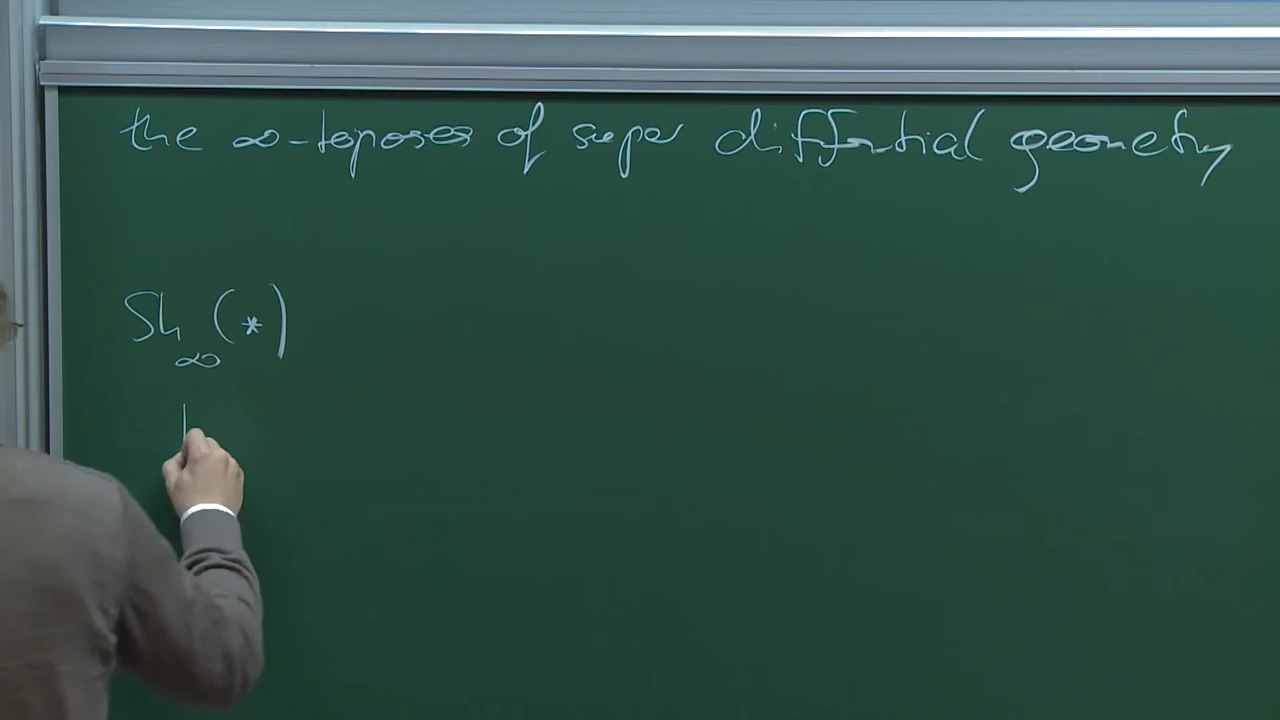 the ∞-toposes of super differential geometry
Sh∞(*)